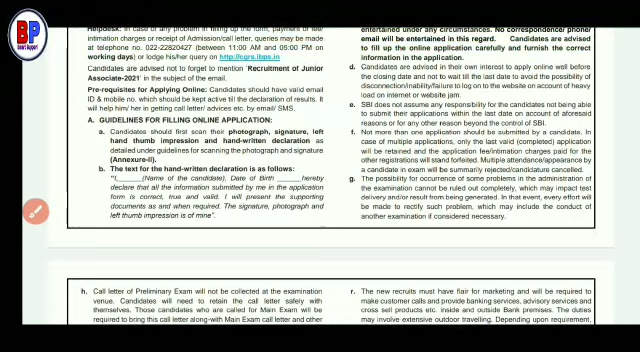 BP
Smart Support
Helpdesk: In case of any problem in filling up the form, payment of fee/
intimation charges or receipt of Admission/call letter, queries may be made
at telephone no. 022-22820427 (between 11:00 AM and 05:00 PM on
working days) or lodge his/her query on http://cgrs.ibps.in
Candidates are advised not to forget to mention 'Recruitment of Junior
Associate-2021' in the subject of the email.
Pre-requisites for Applying Online: Candidates should have valid email
ID & mobile no. which should be kept active till the declaration of results. It
will help him/ her in getting call letter/ advices etc. by email/ SMS.
A. GUIDELINES FOR FILLING ONLINE APPLICATION:
a. Candidates should first scan their photograph, signature, left
hand thumb impression and hand-written declaration as
detailed under guidelines for scanning the photograph and signature
(Annexure-II).
b. The text for the hand-written declaration is as follows:
"I,______(Name of the candidate), Date of Birth ______hereby
declare that all the information submitted by me in the application
form is correct, true and valid. I will present the supporting
documents as and when required. The signature, photograph and
left thumb impression is of mine".
entertained under any circumstances. No correspondence/ phone/
email will be entertained in this regard. Candidates are advised
to fill up the online application carefully and furnish the correct
information in the application.
d. Candidates are advised in their own interest to apply online well before
the closing date and not to wait till the last date to avoid the possibility of
disconnection/inability/failure to log on to the website on account of heavy
load on internet or website jam.
e. SBI does not assume any responsibility for the candidates not being able
to submit their applications within the last date on account of aforesaid
reasons or for any other reason beyond the control of SBI.
f. Not more than one application should be submitted by a candidate. In
case of multiple applications, only the last valid (completed) application
will be retained and the application fee/intimation charges paid for the
other registrations will stand forfeited. Multiple attendance/appearance by
a candidate in exam will be summarily rejected/candidature cancelled.
g. The possibility for occurrence of some problems in the administration of
the examination cannot be ruled out completely, which may impact test
delivery and/or result from being generated. In that event, every effort will
be made to rectify such problem, which may include the conduct of
another examination if considered necessary.
h. Call letter of Preliminary Exam will not be collected at the examination
venue. Candidates will need to retain the call letter safely with
themselves. Those candidates who are called for Main Exam will be
required to bring this call letter along-with Main Exam call letter and other
r. The new recruits must have flair for marketing and will be required to
make customer calls and provide banking services, advisory services and
cross sell products etc. inside and outside Bank premises. The duties
may involve extensive outdoor travelling. Depending upon requirement,